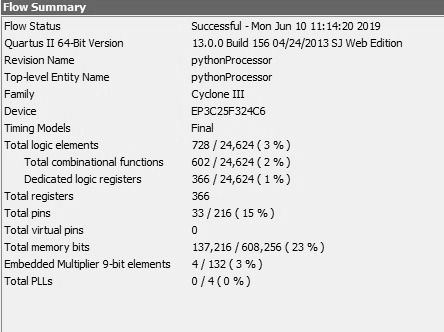 Flow Summary
Flow Status Successful - Mon Jun 10 11:14:20 2019
Quartus II 64-Bit Version 13.0.0 Build 156 04/24/2013 SJ Web Edition
Revision Name pythonProcessor
Top-level Entity Name pythonProcessor
Family Cyclone III
Device EP3C25F324C6
Timing Models Final
Total logic elements 728 / 24,624 ( 3 % )
Total combinational functions 602 / 24,624 ( 2 % )
Dedicated logic registers 366 / 24,624 ( 1 % )
Total registers 366
Total pins 33 / 216 ( 15 % )
Total virtual pins 0
Total memory bits 137,216 / 608,256 ( 23 % )
Embedded Multiplier 9-bit elements 4 / 132 ( 3 % )
Total PLLs 0 / 4 ( 0 % )